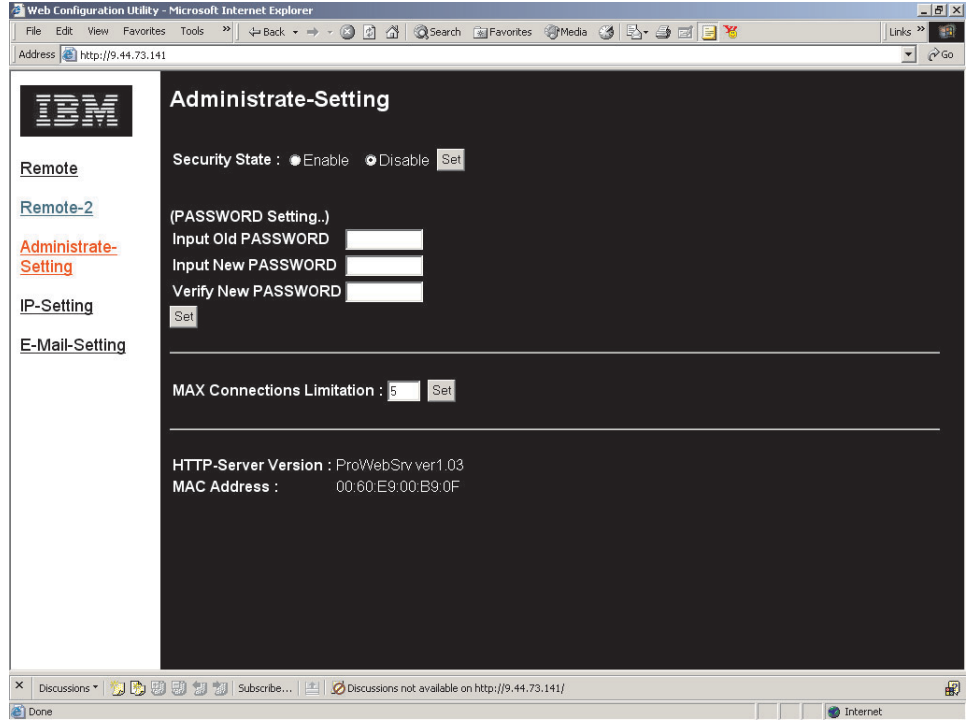 Web Configuration Utility - Microsoft Internet Explorer
File Edit View Favorites Tools » Back Search Favorites Media Links »
Address http://9.44.73.141 Go
IBM
Remote
Remote-2
Administrate-
Setting
IP-Setting
E-Mail-Setting
Administrate-Setting
Security State : Enable Disable Set
(PASSWORD Setting..)
Input Old PASSWORD
Input New PASSWORD
Verify New PASSWORD
Set
MAX Connections Limitation : 5 Set
HTTP-Server Version : ProWebSrv ver1.03
MAC Address : 00:60:E9:00:B9:0F
Discussions Subscribe... Discussions not available on http://9.44.73.141/
Done Internet